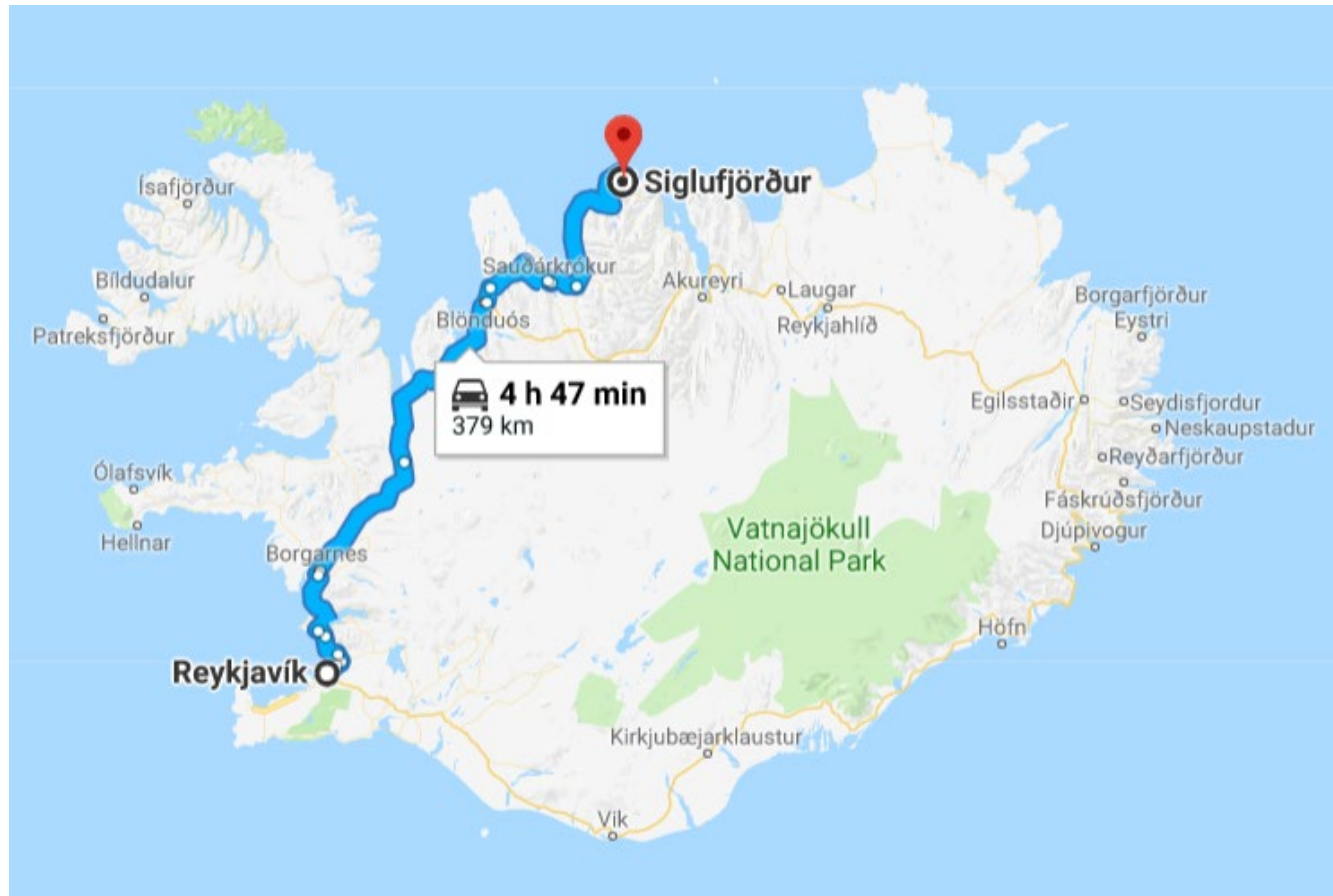 Siglufjörður
Ísafjörður
Sauðárkrókur
Bíldudalur
Akureyri
Laugar
Borgarfjörður
Eystri
Patreksfjörður
Blönduós
Reykjahlíð
4 h 47 min
379 km
Egilsstaðir
Seydisfjordur
Neskaupstadur
Ólafsvík
Reyðarfjörður
Fáskrúðsfjörður
Hellnar
Vatnajökull
National Park
Djúpivogur
Borgarnes
Höfn
Reykjavík
Kirkjubæjarklaustur
Vik